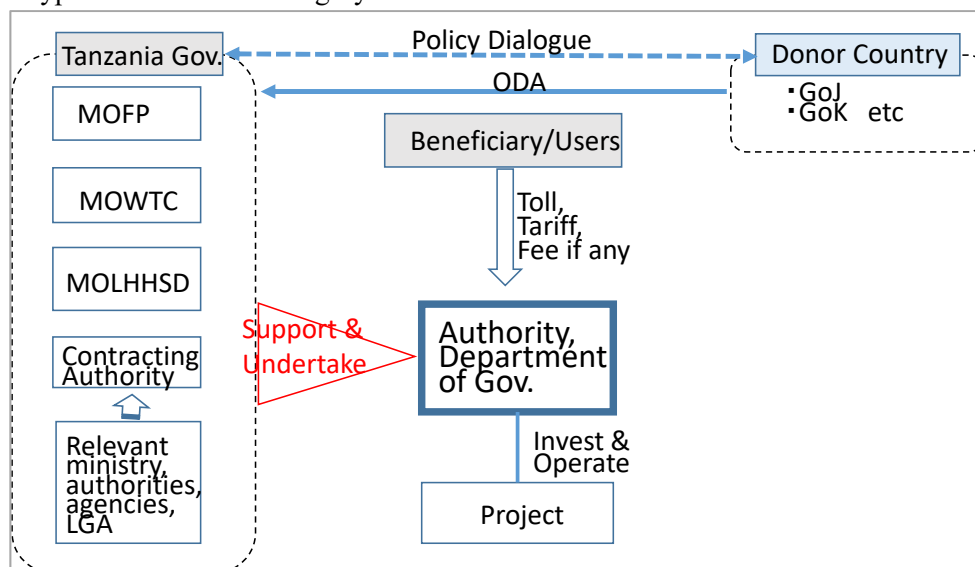 Tanzania Gov.
Policy Dialogue
Donor Country
ODA
・GoJ
・GoK etc
MOFP
Beneficiary/Users
MOWTC
Toll,
Tariff,
Fee if any
MOLHHSD
Support &
Undertake
Authority,
Department
of Gov.
Contracting
Authority
Relevant
ministry,
authorities,
agencies,
LGA
Invest &
Operate
Project